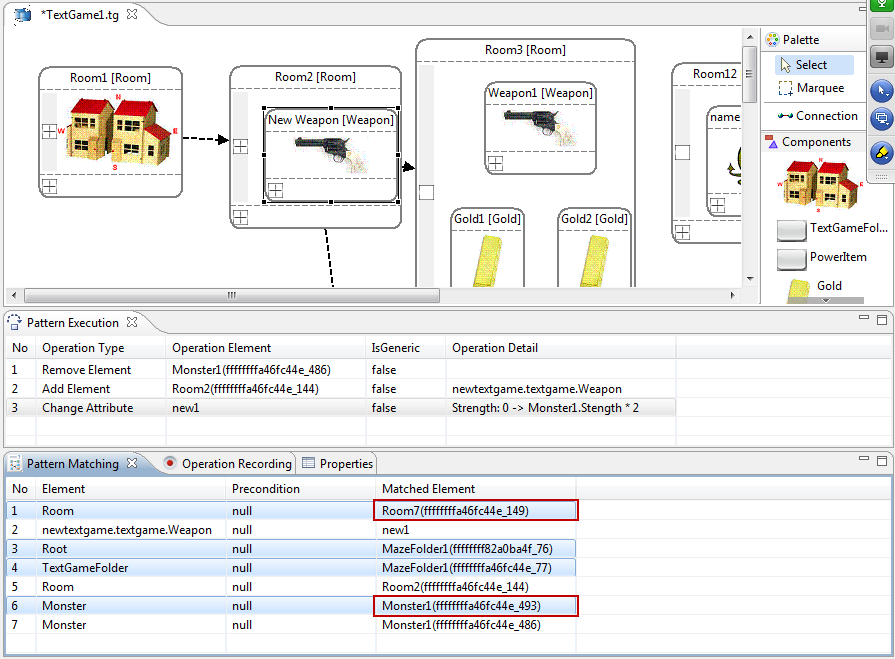 *TextGame1.tg
Room1 [Room]
N
W
E
S
Room2 [Room]
New Weapon [Weapon]
Room3 [Room]
Weapon1 [Weapon]
Gold1 [Gold]
Gold2 [Gold]
Room12
name
Palette
Select
Marquee
Connection
Components
N
W
E
S
TextGameFol...
PowerItem
Gold
Pattern Execution
No Operation Type Operation Element IsGeneric Operation Detail
1 Remove Element Monster1(ffffffffa46fc44e_486) false
2 Add Element Room2(ffffffffa46fc44e_144) false newtextgame.textgame.Weapon
3 Change Attribute new1 false Strength: 0 -> Monster1.Stength * 2
Pattern Matching Operation Recording Properties
No Element Precondition Matched Element
1 Room null Room7(ffffffffa46fc44e_149)
2 newtextgame.textgame.Weapon null new1
3 Root null MazeFolder1(ffffffff82a0ba4f_76)
4 TextGameFolder null MazeFolder1(ffffffffa46fc44e_77)
5 Room null Room2(ffffffffa46fc44e_144)
6 Monster null Monster1(ffffffffa46fc44e_493)
7 Monster null Monster1(ffffffffa46fc44e_486)